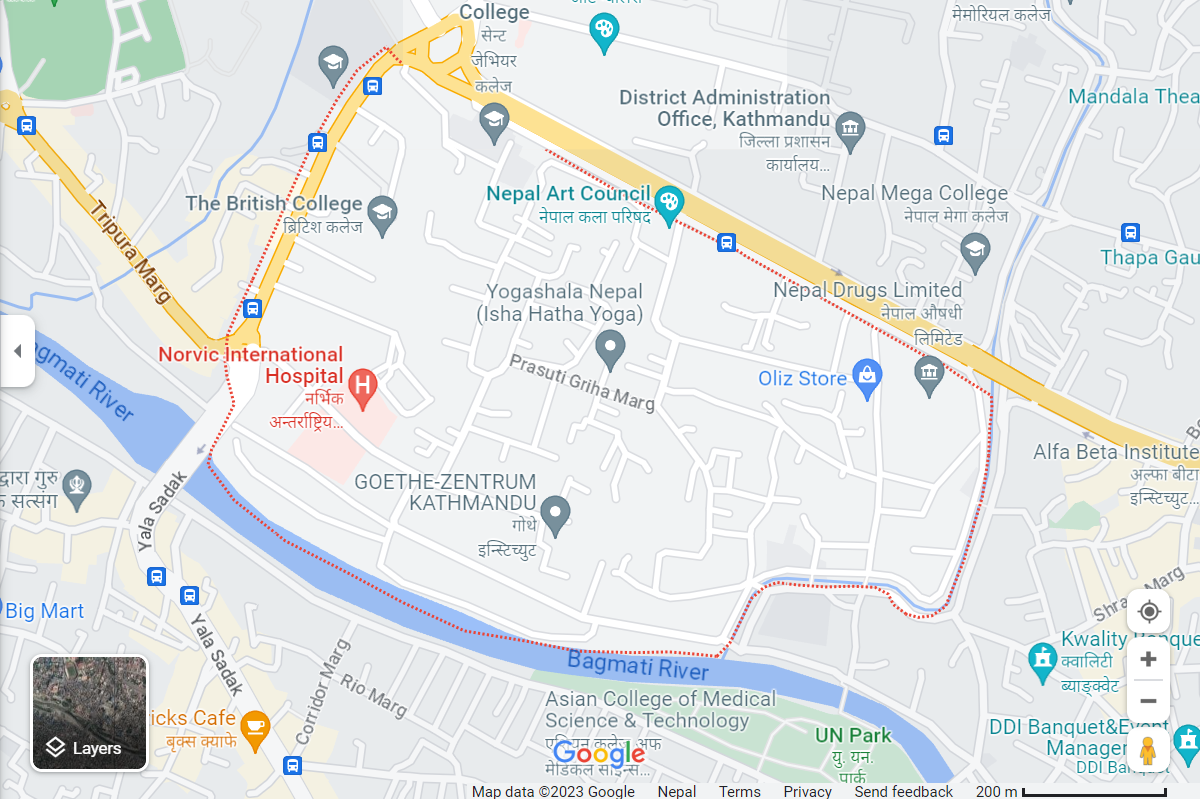 College
सेन्ट
जेभियर
कलेज
मेमोरियल कलेज
District Administration
Office, Kathmandu
जिल्ला प्रशासन
कार्यालय...
Mandala Thea
Tripura Marg
The British College
ब्रिटिश कलेज
Nepal Art Council
नेपाल कला परिषद
Nepal Mega College
नेपाल मेगा कलेज
Thapa Gau
Yogashala Nepal
(Isha Hatha Yoga)
Nepal Drugs Limited
नेपाल औषधी
लिमिटेड
Norvic International
Hospital
नर्भिक
अन्तर्राष्ट्रिय...
H
Prasuti Griha Marg
Oliz Store
Bagmati River
Alfa Beta Institute
अल्फा बीटा
इन्स्टिच्युट...
द्वारा गुरु
सत्संग
GOETHE-ZENTRUM
KATHMANDU
गोथे
इन्स्टिच्युट
Yala Sadak
Big Mart
Yala Sadak
Corridor Marg
Rio Marg
Bagmati River
Kwality Banque
क्वालिटी
ब्याङ्क्वेट
Asian College of Medical
Science & Technology
एसियन कलेज अफ
मेडिकल साइन्स...
Google
UN Park
यु. यन.
पार्क
DDI Banquet&Event
Manager
DDI Banquet
icks Cafe
बृक्स क्याफे
Layers
Map data ©2023 Google
Nepal
Terms
Privacy
Send feedback
200 m